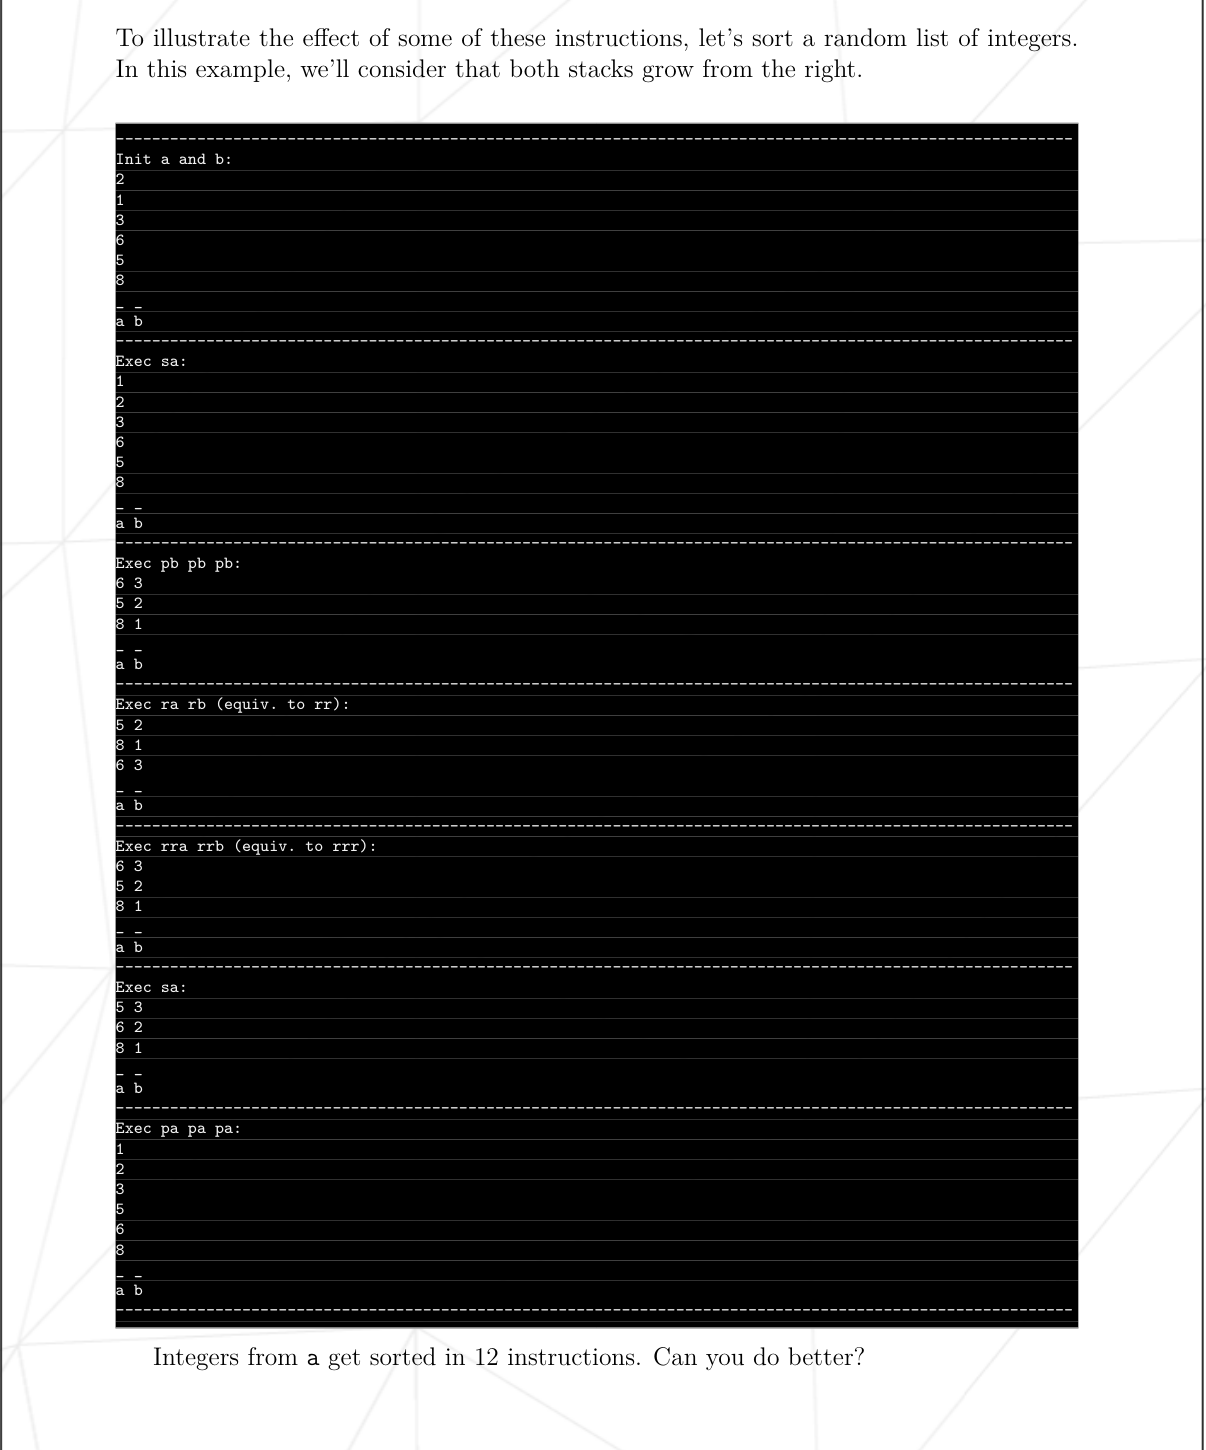 To illustrate the effect of some of these instructions, let's sort a random list of integers.
In this example, we'll consider that both stacks grow from the right.
----------------------------------------------------------------------------------------------------------
Init a and b:
2
1
3
6
5
8
_ _
a b
----------------------------------------------------------------------------------------------------------
Exec sa:
1
2
3
6
5
8
_ _
a b
----------------------------------------------------------------------------------------------------------
Exec pb pb pb:
6 3
5 2
8 1
_ _
a b
----------------------------------------------------------------------------------------------------------
Exec ra rb (equiv. to rr):
5 2
8 1
6 3
_ _
a b
----------------------------------------------------------------------------------------------------------
Exec rra rrb (equiv. to rrr):
6 3
5 2
8 1
_ _
a b
----------------------------------------------------------------------------------------------------------
Exec sa:
5 3
6 2
8 1
_ _
a b
----------------------------------------------------------------------------------------------------------
Exec pa pa pa:
1
2
3
5
6
8
_ _
a b
----------------------------------------------------------------------------------------------------------
Integers from a get sorted in 12 instructions. Can you do better?